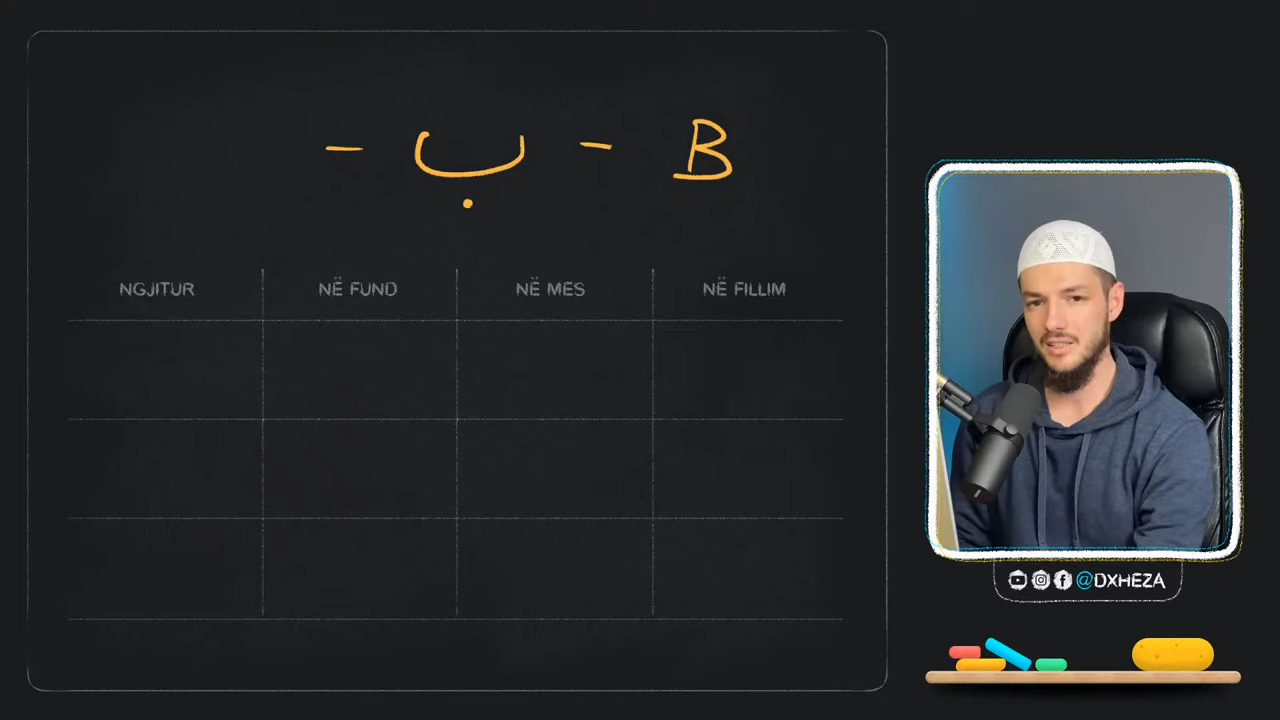 - ب - B
NGJITUR NË FUND NË MES NË FILLIM
@DXHEZA